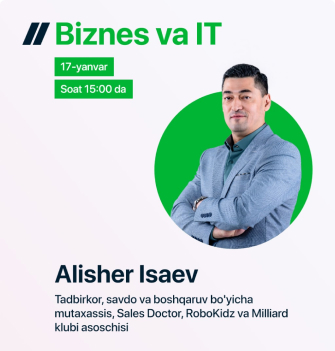 Biznes va IT
17-yanvar
Soat 15:00 da
Alisher Isaev
Tadbirkor, savdo va boshqaruv bo'yicha
mutaxassis, Sales Doctor, RoboKidz va Milliard
klubi asoschisi